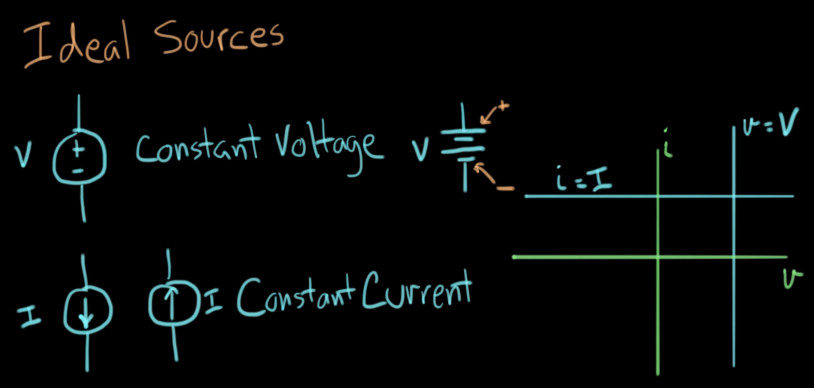 Ideal Sources
V + - Constant Voltage V + -
i = I
i
v = V
v
I I Constant Current